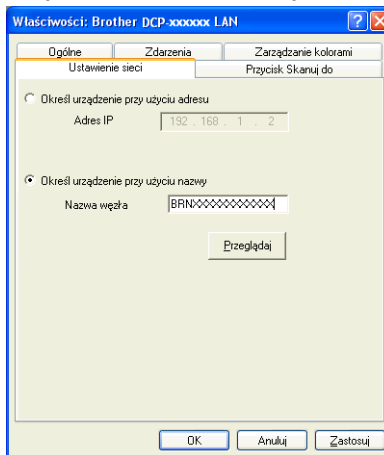 Właściwości: Brother DCP-xxxxxx LAN
Ogólne Zdarzenia Zarządzanie kolorami
Ustawienie sieci Przycisk Skanuj do
Określ urządzenie przy użyciu adresu
Adres IP 192 . 168 . 1 . 2
Określ urządzenie przy użyciu nazwy
Nazwa węzła BRNXXXXXXXXXXXX
Przeglądaj
OK Anuluj Zastosuj